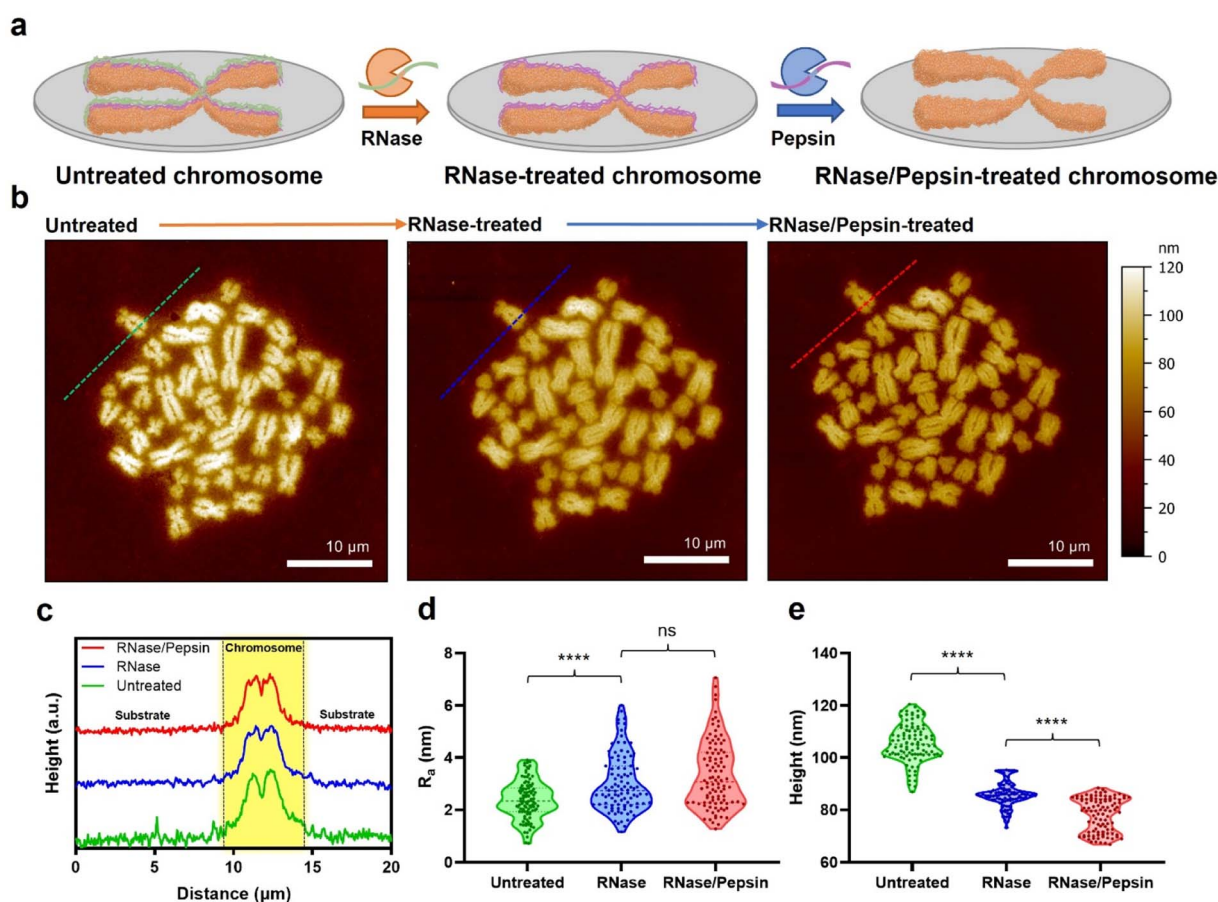 a
RNase
Pepsin
Untreated chromosome
RNase-treated chromosome
RNase/Pepsin-treated chromosome
b
Untreated
RNase-treated
RNase/Pepsin-treated
nm
120
100
80
60
40
20
0
10 µm
10 µm
10 µm
c
RNase/Pepsin
RNase
Untreated
Chromosome
Substrate
Substrate
Height (a.u.)
0
5
10
15
20
Distance (µm)
d
ns
****
8
6
4
2
0
Ra (nm)
Untreated
RNase
RNase/Pepsin
e
****
****
140
120
100
80
60
Height (nm)
Untreated
RNase
RNase/Pepsin